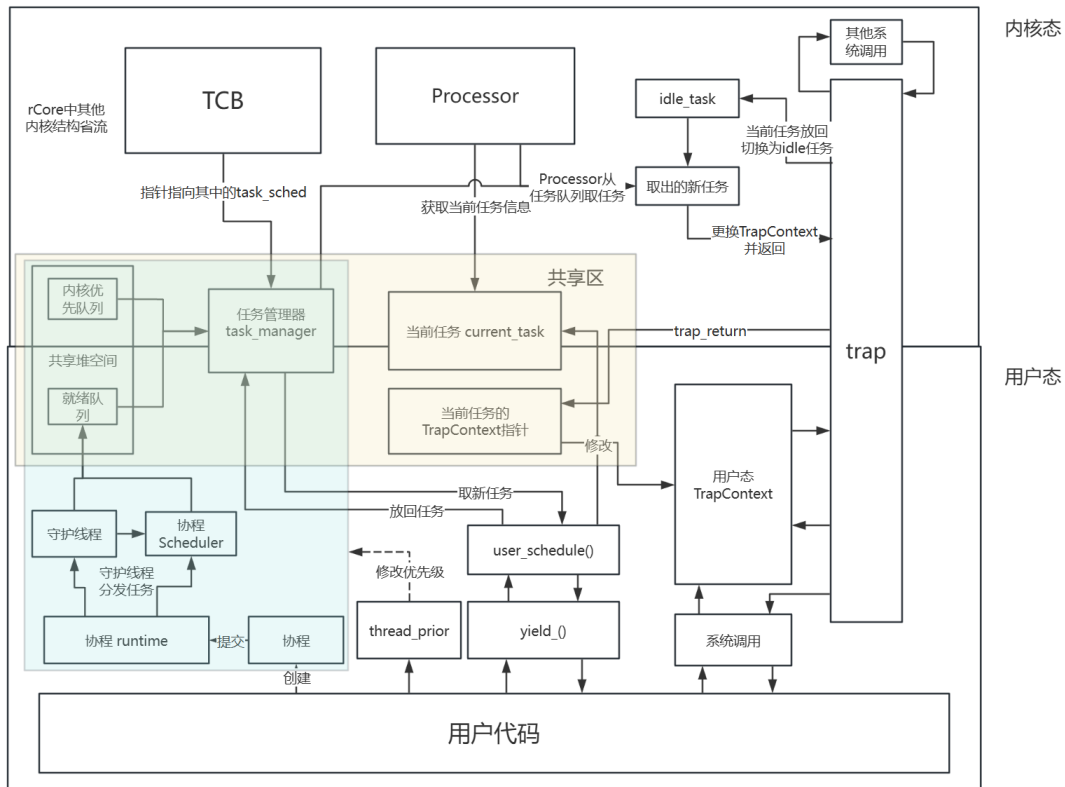 内核态
其他系
统调用
TCB
Processor
idle_task
rCore中其他
内核结构省流
当前任务放回
切换为idle任务
指针指向其中的task_sched
Processor从
任务队列取任务
取出的新任务
获取当前任务信息
更换TrapContext
并返回
共享区
内核优
先队列
任务管理器
task_manager
当前任务 current_task
trap_return
trap
共享堆空间
用户态
就绪队
列
当前任务的
TrapContext指针
修改
用户态
TrapContext
取新任务
放回任务
守护线程
协程
Scheduler
user_schedule()
守护线程
分发任务
修改优先级
协程 runtime
提交
协程
thread_prior
yield_()
系统调用
创建
用户代码